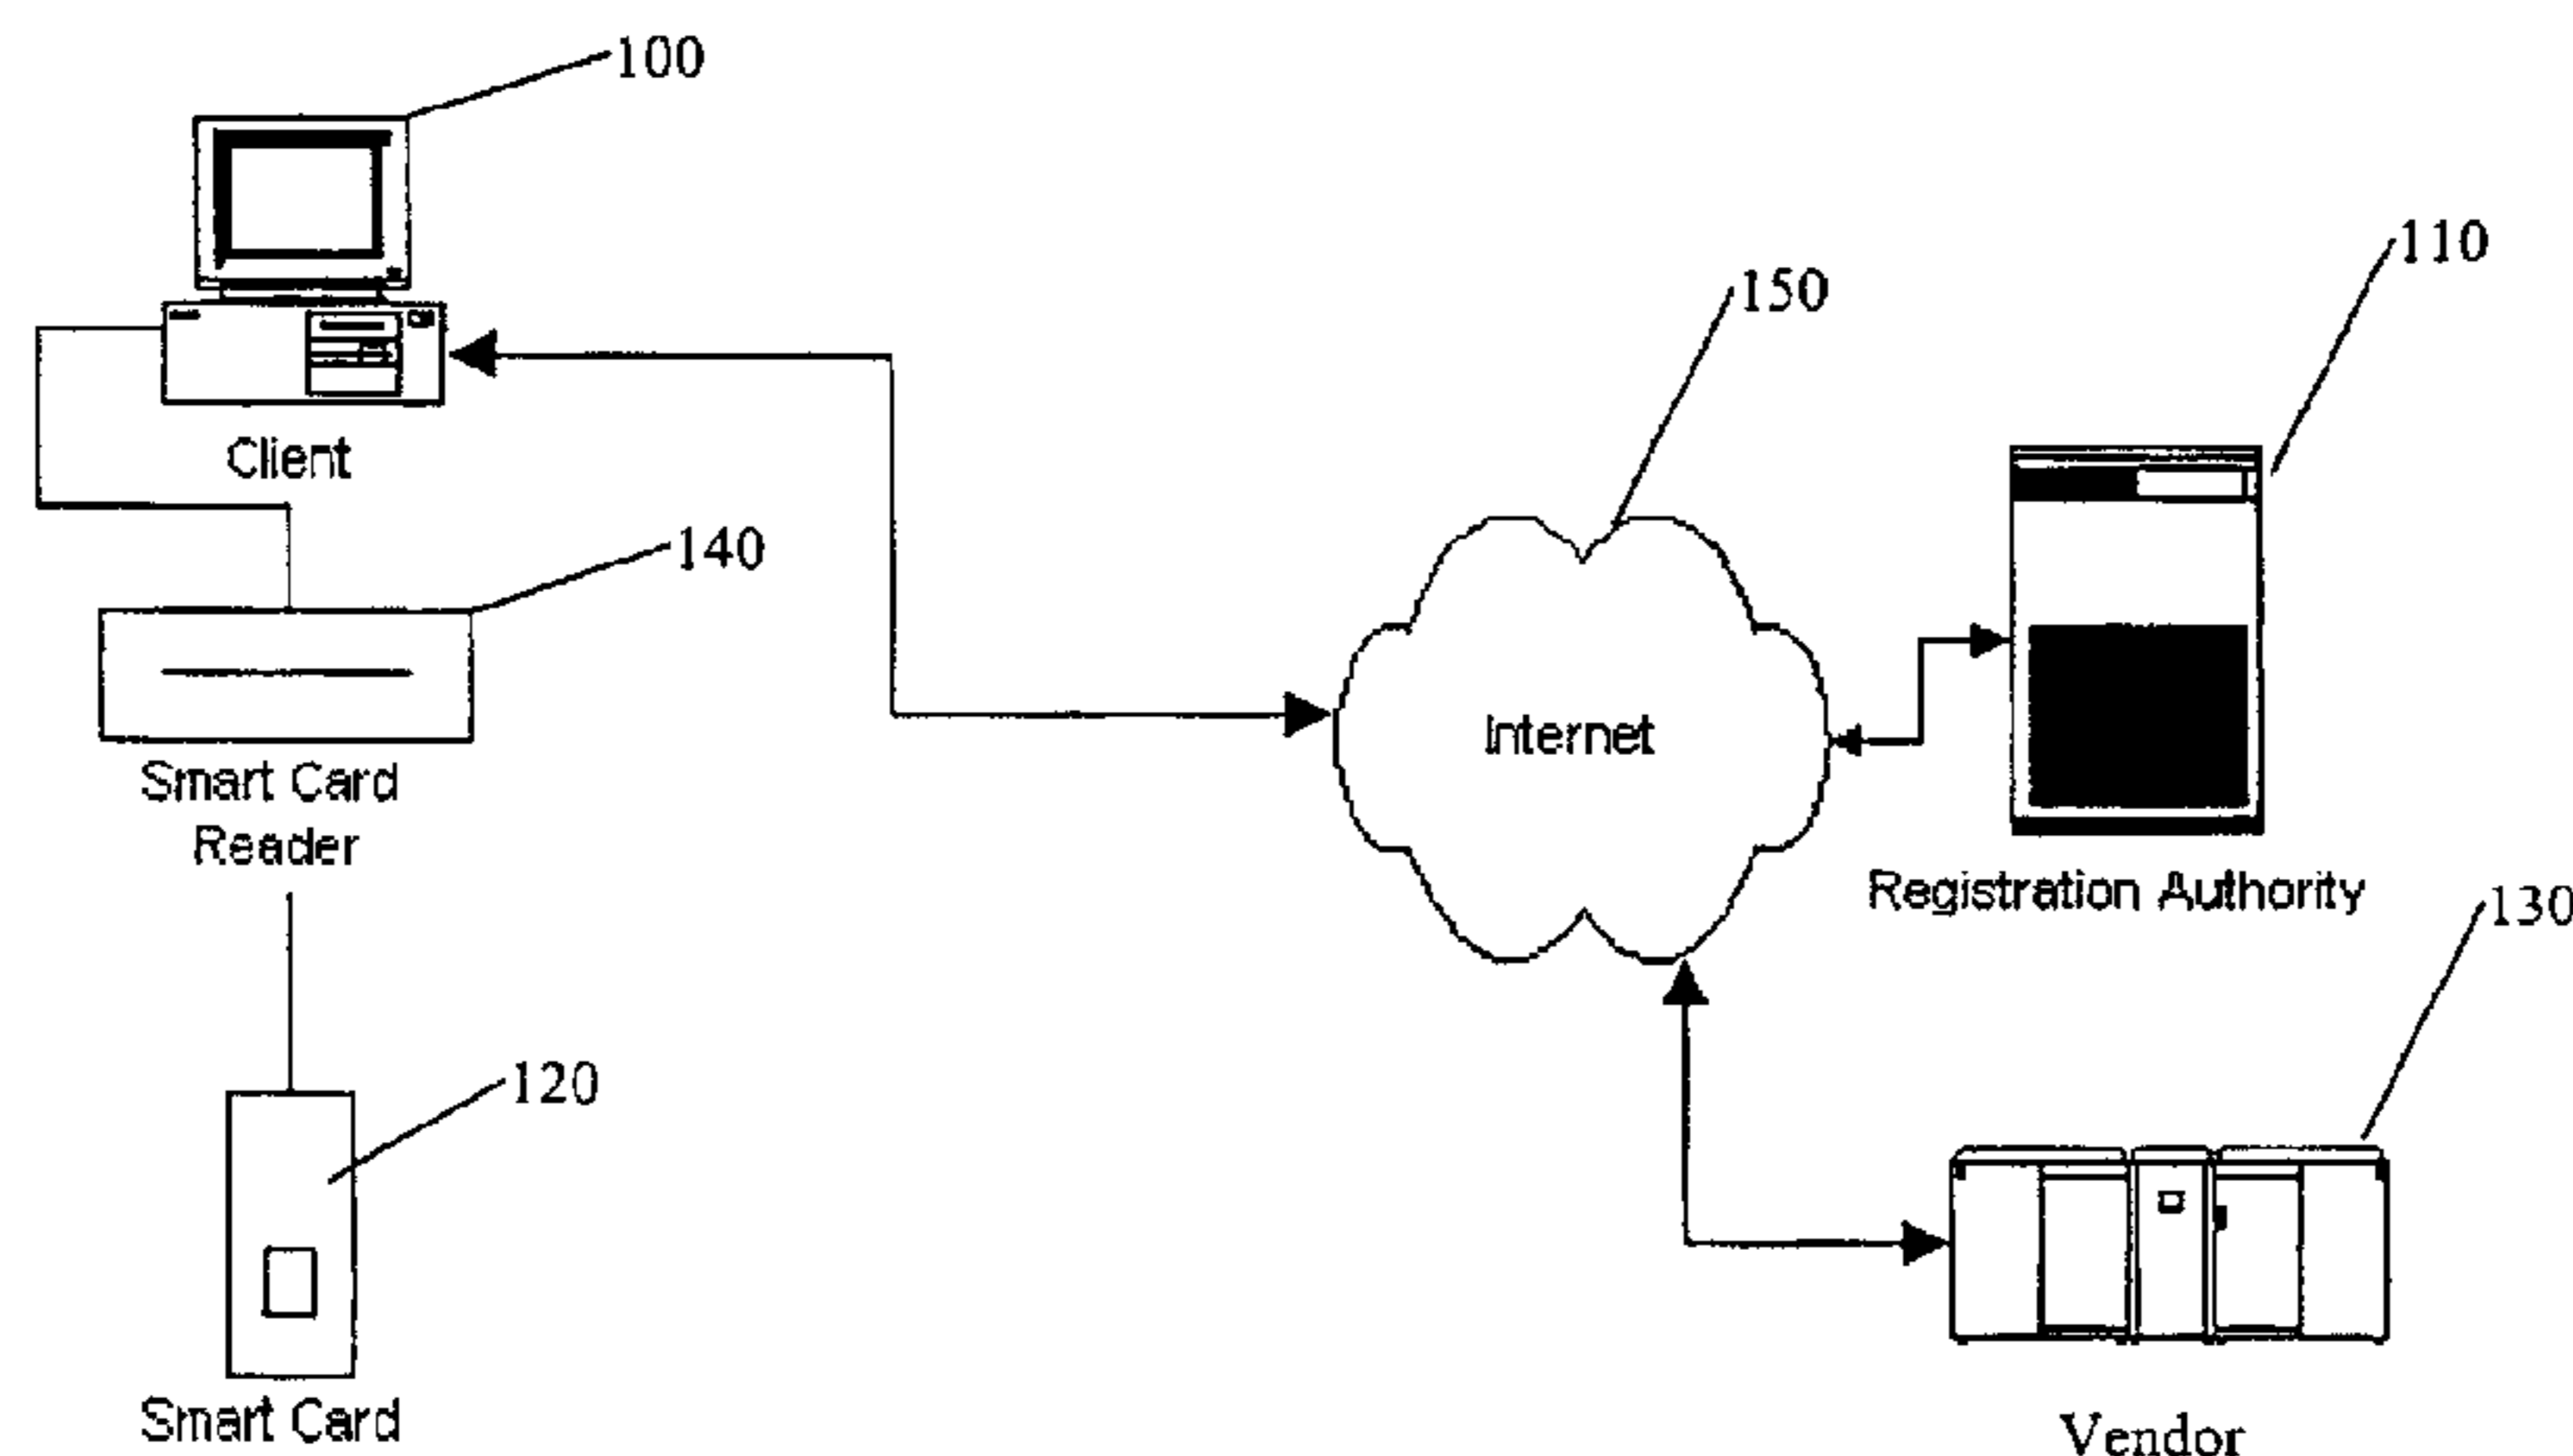 100
110
150
Client
140
Smart Card
Reader
Internet
Registration Authority
130
120
Smart Card
Vendor